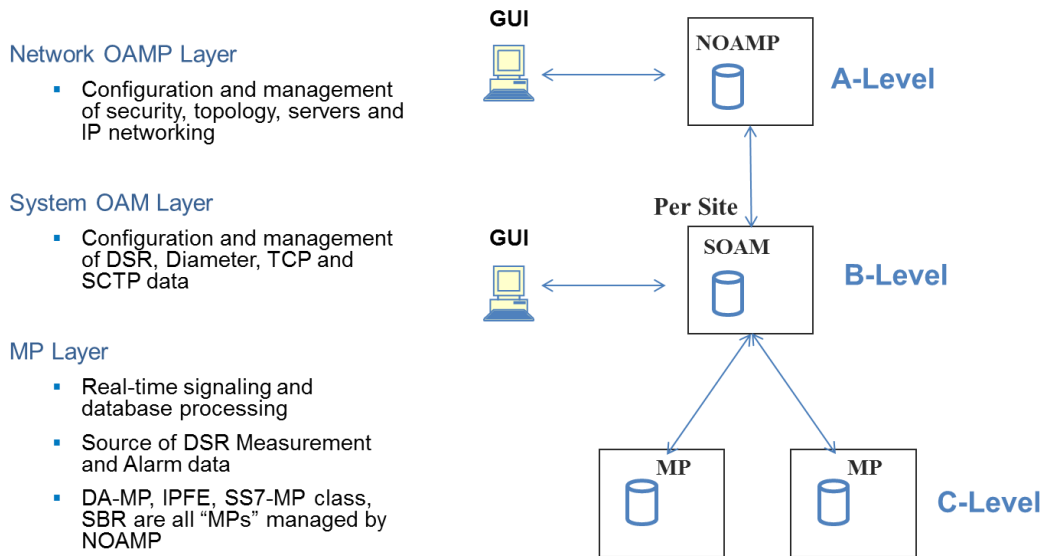 Network OAMP Layer
▪ Configuration and management
of security, topology, servers and
IP networking
System OAM Layer
▪ Configuration and management
of DSR, Diameter, TCP and
SCTP data
MP Layer
▪ Real-time signaling and
database processing
▪ Source of DSR Measurement
and Alarm data
▪ DA-MP, IPFE, SS7-MP class,
SBR are all “MPs” managed by
NOAMP
GUI
NOAMP
A-Level
Per Site
GUI
SOAM
B-Level
MP
MP
C-Level